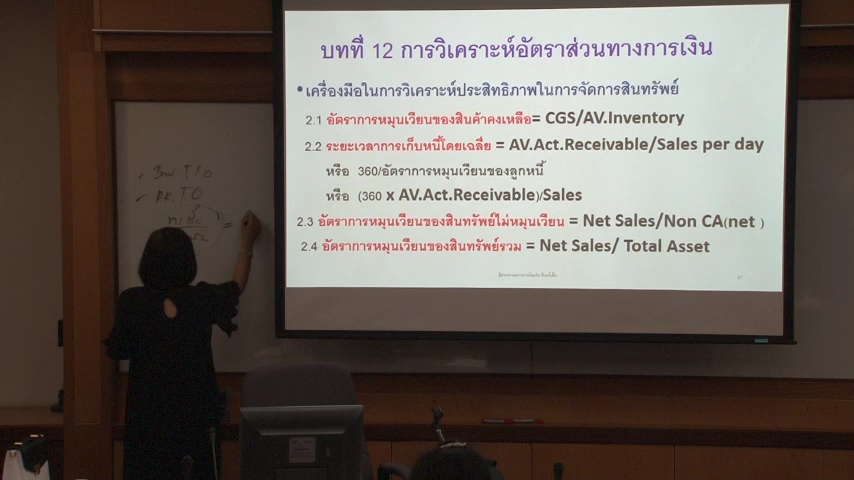 บทที่ 12 การวิเคราะห์อัตราส่วนทางการเงิน
•เครื่องมือในการวิเคราะห์ประสิทธิภาพในการจัดการสินทรัพย์
2.1 อัตราการหมุนเวียนของสินค้าคงเหลือ= CGS/AV.Inventory
2.2 ระยะเวลาการเก็บหนี้โดยเฉลี่ย = AV.Act.Receivable/Sales per day
หรือ 360/อัตราการหมุนเวียนของลูกหนี้
หรือ (360 x AV.Act.Receivable)/Sales
2.3 อัตราการหมุนเวียนของสินทรัพย์ไม่หมุนเวียน = Net Sales/Non CA(net )
2.4 อัตราการหมุนเวียนของสินทรัพย์รวม = Net Sales/ Total Asset